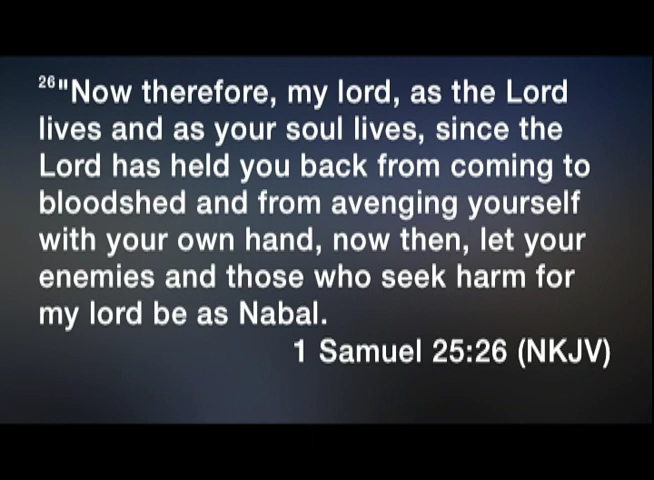 26"Now therefore, my lord, as the Lord
lives and as your soul lives, since the
Lord has held you back from coming to
bloodshed and from avenging yourself
with your own hand, now then, let your
enemies and those who seek harm for
my lord be as Nabal.
1 Samuel 25:26 (NKJV)